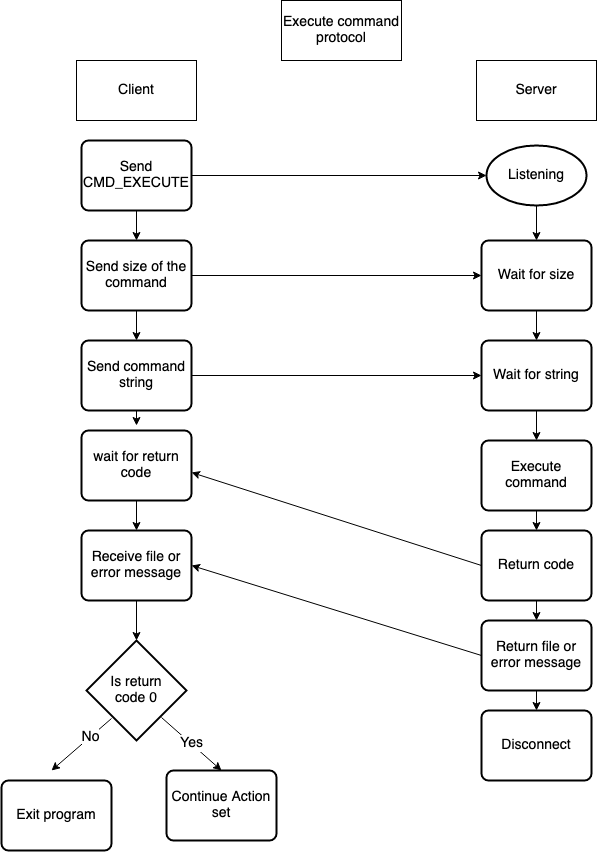 Execute command
protocol
Client
Server
Send
CMD_EXECUTE
Listening
Send size of the
command
Wait for size
Send command
string
Wait for string
wait for return
code
Execute
command
Receive file or
error message
Return code
Return file or
error message
Is return
code 0
No
Yes
Disconnect
Exit program
Continue Action
set